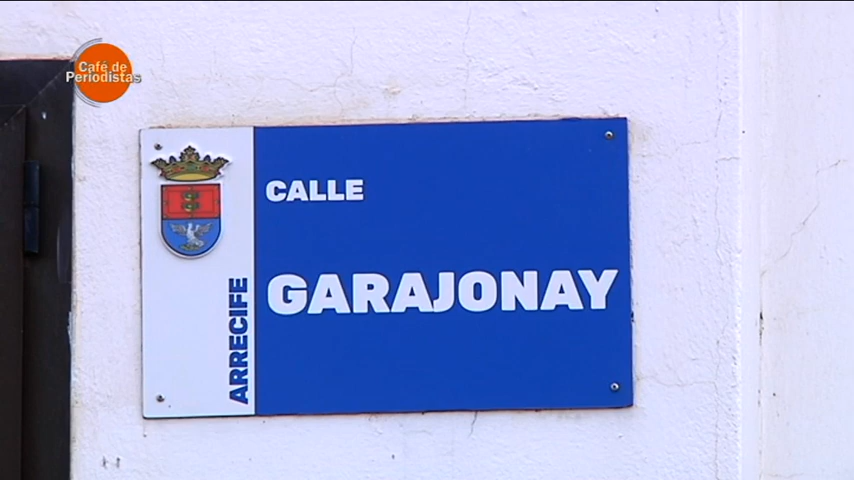 Café de
Periodistas
CALLE
GARAJONAY
ARRECIFE